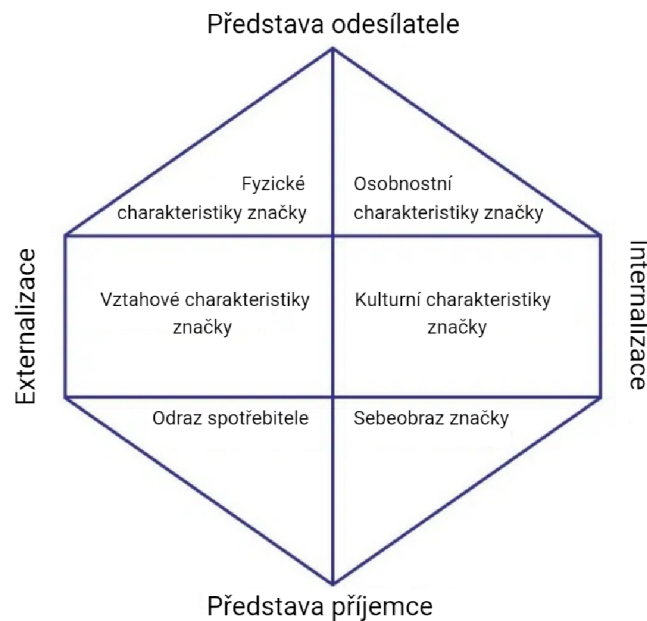 Představa odesílatele
Fyzické
charakteristiky značky
Osobnostní
charakteristiky značky
Externalizace
Vztahové charakteristiky
značky
Kulturní charakteristiky
značky
Internalizace
Odraz spotřebitele
Sebeobraz značky
Představa příjemce